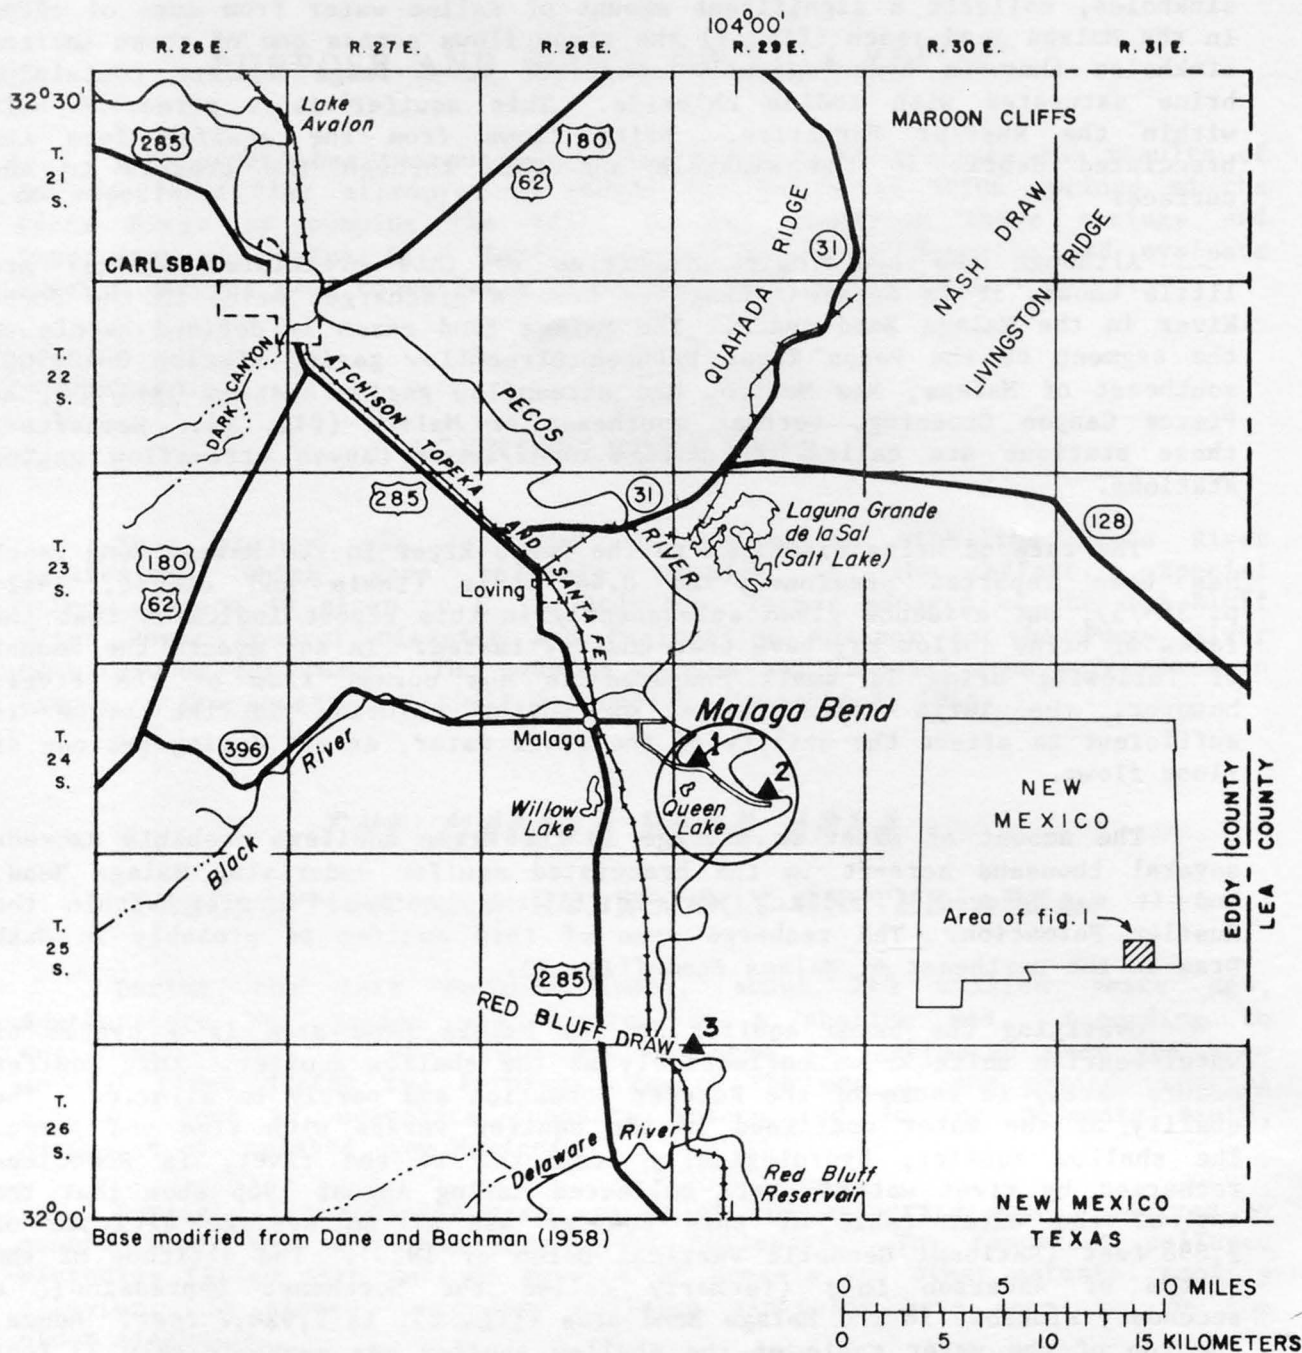 104°00'
R. 26 E. R. 27 E. R. 28 E. R. 29 E. R. 30 E. R. 31 E.
32°30'
Lake
Avalon
285
180
62
MAROON CLIFFS
T.
21
S.
QUAHADA RIDGE
31
NASH DRAW
LIVINGSTON RIDGE
CARLSBAD
T.
22
S.
DARK CANYON
ATCHISON TOPEKA AND SANTA FE
PECOS RIVER
285
31
Laguna Grande
de la Sal
(Salt Lake)
128
T.
23
S.
180
62
Loving
Malaga Bend
T.
24
S.
396
Black River
Malaga
1
2
Willow
Lake
Queen
Lake
NEW
MEXICO
EDDY COUNTY
LEA COUNTY
Area of fig. 1
T.
25
S.
285
RED BLUFF DRAW
3
T.
26
S.
Delaware River
Red Bluff
Reservoir
NEW MEXICO
TEXAS
32°00'
Base modified from Dane and Bachman (1958)
0 5 10 MILES
0 5 10 15 KILOMETERS